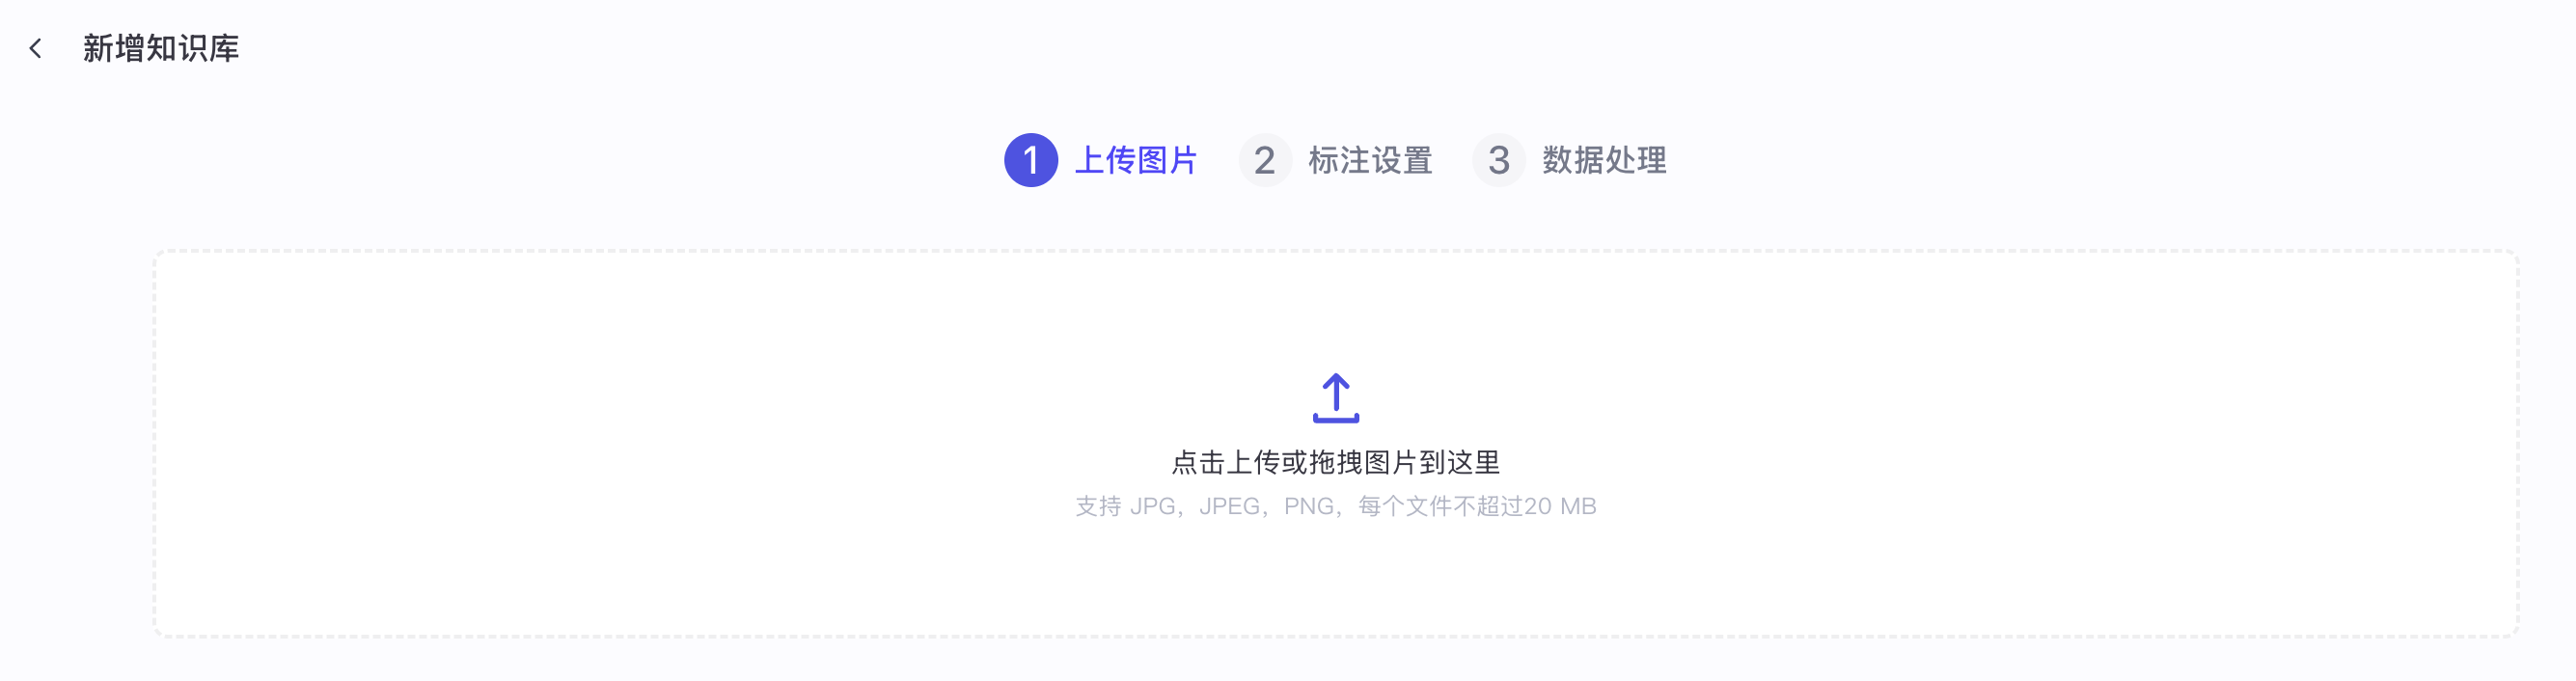 新增知识库
1 上传图片 2 标注设置 3 数据处理
点击上传或拖拽图片到这里
支持 JPG，JPEG，PNG，每个文件不超过20 MB